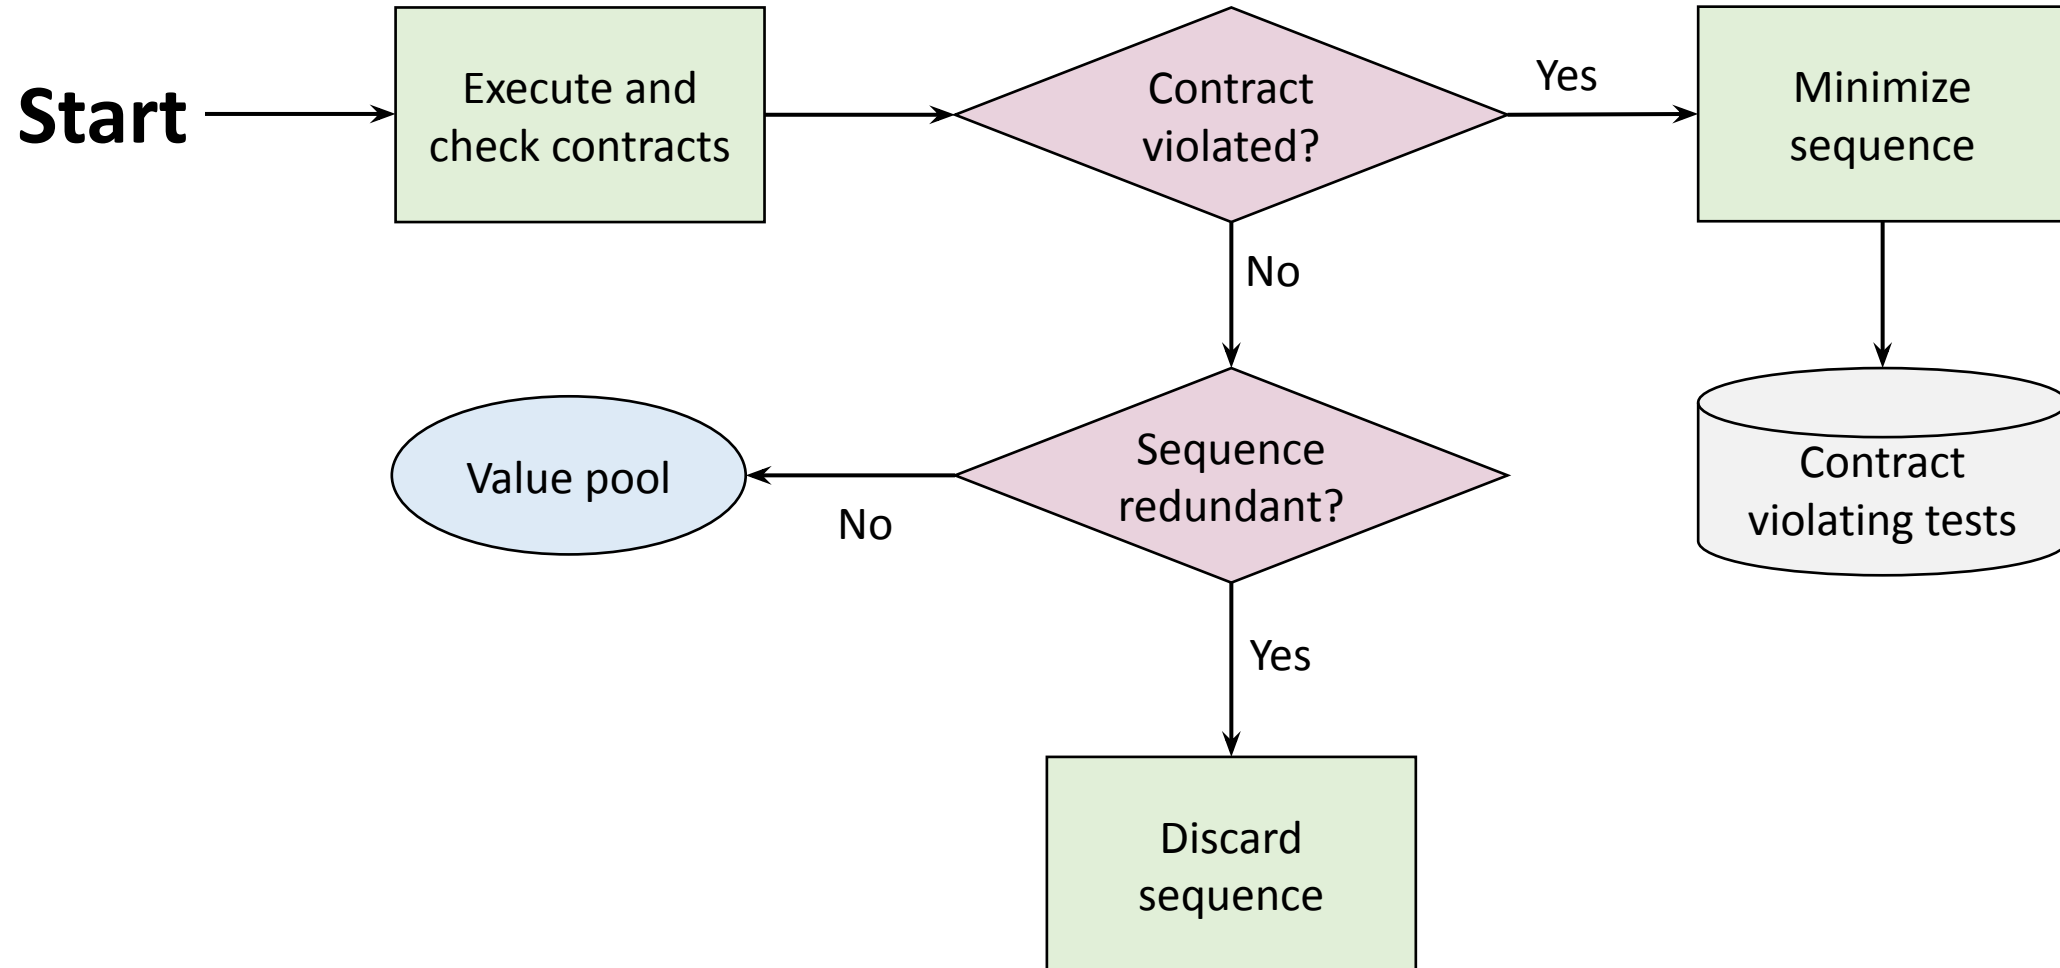 Start
Execute and
check contracts
Contract
violated?
Yes
Minimize
sequence
No
Value pool
No
Sequence
redundant?
Contract
violating tests
Yes
Discard
sequence